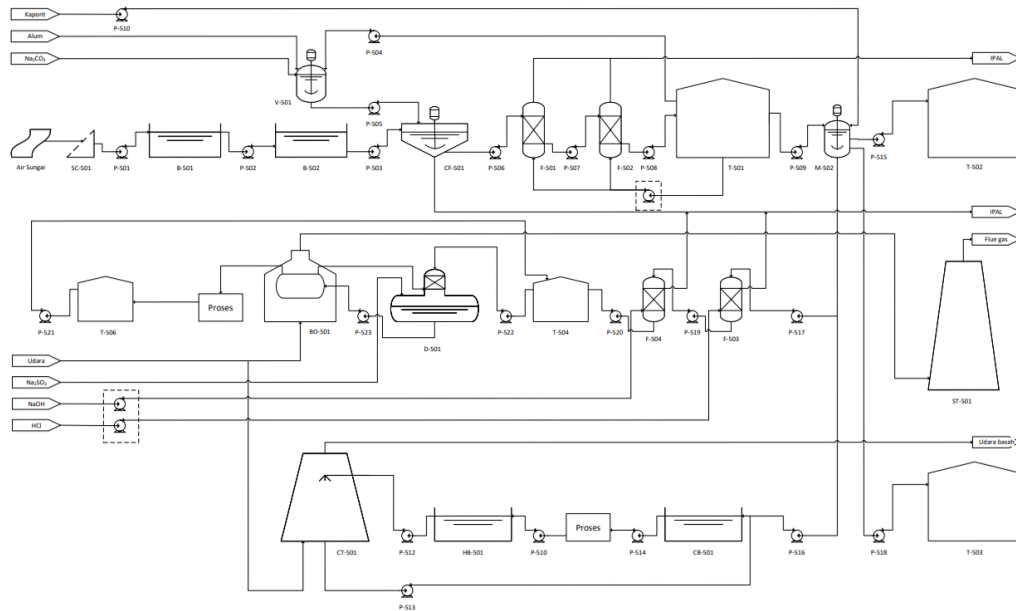 Kaporit
P-510
Alum
P-504
Na₂CO₃
IPAL
V-501
P-505
T-502
Air Sungai
SC-501
P-501
B-501
P-502
B-502
P-503
CF-501
P-506
F-501
P-507
F-502
P-508
T-501
P-509
M-502
P-515
IPAL
Flue gas
P-521
T-506
Proses
BO-501
P-523
D-501
P-522
T-504
P-520
F-504
P-519
F-503
P-517
Udara
Na₂SO₃
NaOH
HCl
ST-501
Udara basah
CT-501
P-512
HB-501
P-510
Proses
P-514
CB-501
P-516
P-518
T-503
P-513